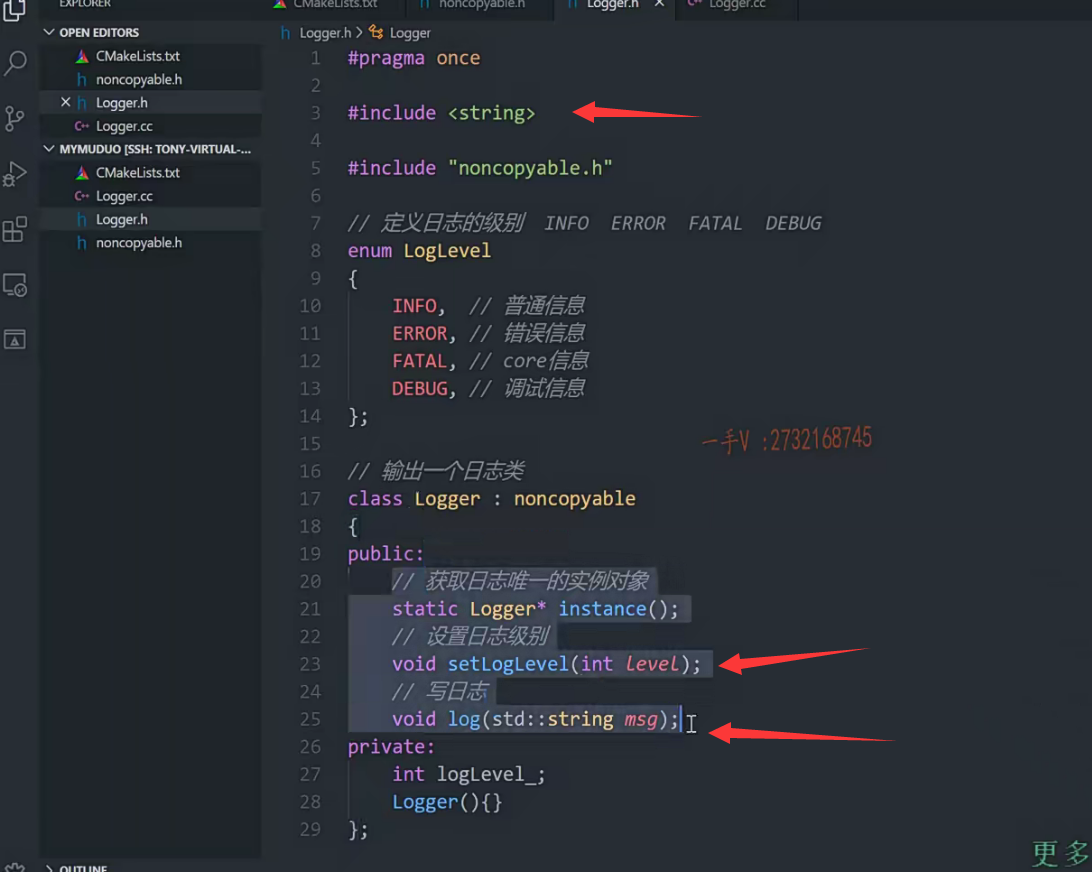 EXPLORER
CMakeLists.txt noncopyable.h Logger.h Logger.cc
OPEN EDITORS
CMakeLists.txt
noncopyable.h
Logger.h
Logger.cc
MYMUDUO [SSH: TONY-VIRTUAL-...
CMakeLists.txt
Logger.cc
Logger.h
noncopyable.h
OUTLINE
Logger.h > Logger
1 #pragma once
2
3 #include <string>
4
5 #include "noncopyable.h"
6
7 // 定义日志的级别 INFO ERROR FATAL DEBUG
8 enum LogLevel
9 {
10 INFO, // 普通信息
11 ERROR, // 错误信息
12 FATAL, // core信息
13 DEBUG, // 调试信息
14 };
15
一手V :2732168745
16 // 输出一个日志类
17 class Logger : noncopyable
18 {
19 public:
20 // 获取日志唯一的实例对象
21 static Logger* instance();
22 // 设置日志级别
23 void setLogLevel(int level);
24 // 写日志
25 void log(std::string msg);
26 private:
27 int logLevel_;
28 Logger(){}
29 };
更多